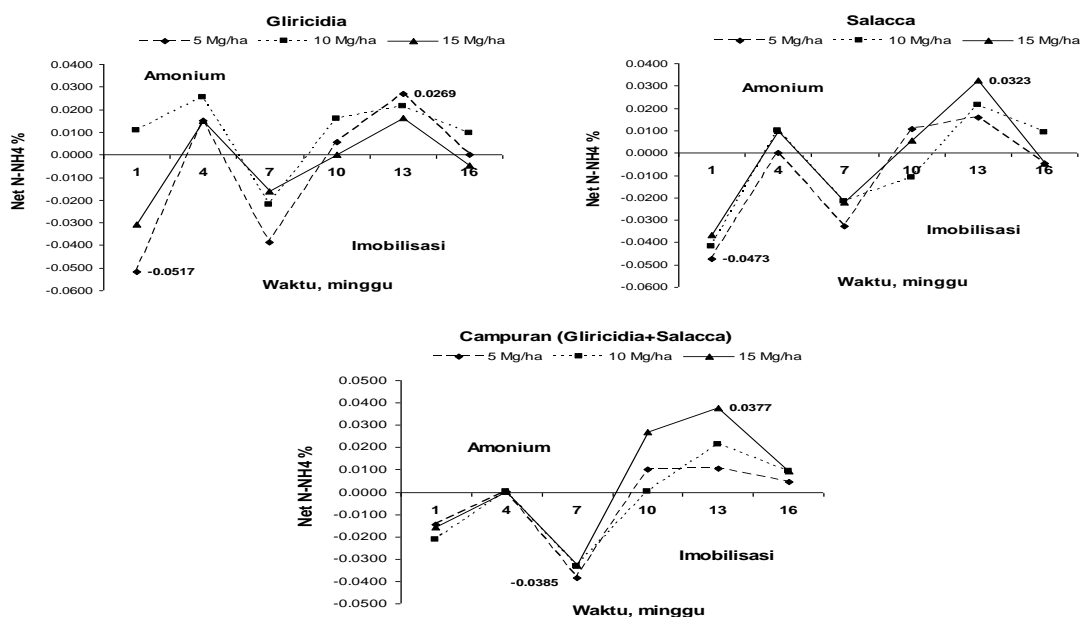 Gliricidia
5 Mg/ha 10 Mg/ha 15 Mg/ha
0.0400
0.0300
0.0200
0.0100
0.0000
-0.0100
-0.0200
-0.0300
-0.0400
-0.0500
-0.0600
Net N-NH4 %
Amonium
0.0269
1 4 7 10 13 16
Imobilisasi
-0.0517
Waktu, minggu
Salacca
5 Mg/ha 10 Mg/ha 15 Mg/ha
0.0400
0.0300
0.0200
0.0100
0.0000
-0.0100
-0.0200
-0.0300
-0.0400
-0.0500
-0.0600
Net N-NH4 %
Amonium
0.0323
1 4 7 10 13 16
Imobilisasi
-0.0473
Waktu, minggu
Campuran (Gliricidia+Salacca)
5 Mg/ha 10 Mg/ha 15 Mg/ha
0.0500
0.0400
0.0300
0.0200
0.0100
0.0000
-0.0100
-0.0200
-0.0300
-0.0400
-0.0500
Net N-NH4 %
Amonium
0.0377
1 4 7 10 13 16
Imobilisasi
-0.0385
Waktu, minggu